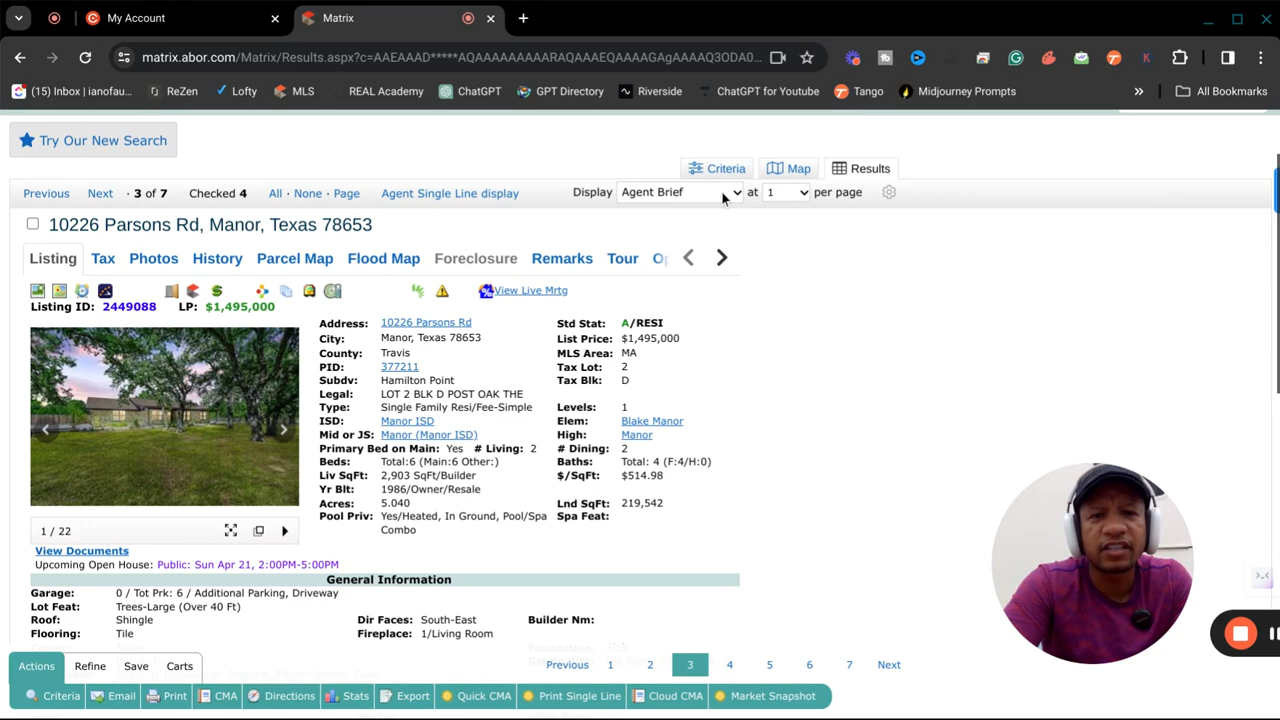 My Account
Matrix
matrix.abor.com/Matrix/Results.aspx?c=AAEAAAD*****AQAAAAAAAAARAQAAAEQAAAAGAgAAAAQ3ODA0...
(15) Inbox | ianofau... ReZen Lofty MLS REAL Academy ChatGPT GPT Directory Riverside ChatGPT for Youtube Tango Midjourney Prompts » All Bookmarks
Try Our New Search
Criteria Map Results
Previous Next · 3 of 7 Checked 4 All · None · Page Agent Single Line display Display Agent Brief at 1 per page
10226 Parsons Rd, Manor, Texas 78653
Listing Tax Photos History Parcel Map Flood Map Foreclosure Remarks Tour
View Live Mrtg
Listing ID: 2449088 LP: $1,495,000
Address: 10226 Parsons Rd Std Stat: A/RESI
City: Manor, Texas 78653 List Price: $1,495,000
County: Travis MLS Area: MA
PID: 377211 Tax Lot: 2
Subdv: Hamilton Point Tax Blk: D
Legal: LOT 2 BLK D POST OAK THE
Type: Single Family Resi/Fee-Simple Levels: 1
ISD: Manor ISD Elem: Blake Manor
Mid or JS: Manor (Manor ISD) High: Manor
Primary Bed on Main: Yes # Living: 2 # Dining: 2
Beds: Total:6 (Main:6 Other:) Baths: Total: 4 (F:4/H:0)
Liv SqFt: 2,903 SqFt/Builder $/SqFt: $514.98
Yr Blt: 1986/Owner/Resale
Acres: 5.040 Lnd SqFt: 219,542
Pool Priv: Yes/Heated, In Ground, Pool/Spa Spa Feat:
Combo
1 / 22
View Documents
Upcoming Open House: Public: Sun Apr 21, 2:00PM-5:00PM
General Information
Garage: 0 / Tot Prk: 6 / Additional Parking, Driveway
Lot Feat: Trees-Large (Over 40 Ft)
Roof: Shingle Dir Faces: South-East Builder Nm:
Flooring: Tile Fireplace: 1/Living Room
Actions Refine Save Carts Previous 1 2 3 4 5 6 7 Next
Criteria Email Print CMA Directions Stats Export Quick CMA Print Single Line Cloud CMA Market Snapshot